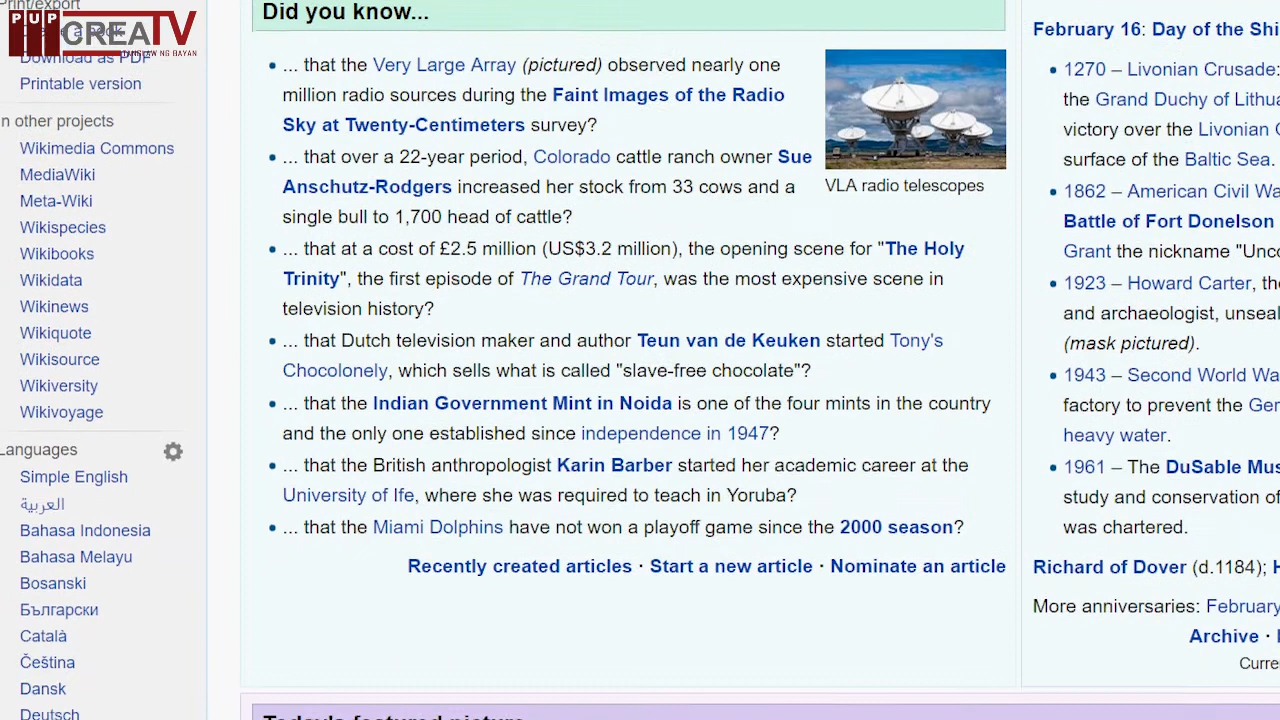 PUP CREATV
TANGLAW NG BAYAN
Print/export
Download as PDF
Printable version
In other projects
Wikimedia Commons
MediaWiki
Meta-Wiki
Wikispecies
Wikibooks
Wikidata
Wikinews
Wikiquote
Wikisource
Wikiversity
Wikivoyage
Languages
Simple English
العربية
Bahasa Indonesia
Bahasa Melayu
Bosanski
Български
Català
Čeština
Dansk
Deutsch
Did you know...
... that the Very Large Array (pictured) observed nearly one
million radio sources during the Faint Images of the Radio
Sky at Twenty-Centimeters survey?
... that over a 22-year period, Colorado cattle ranch owner Sue
Anschutz-Rodgers increased her stock from 33 cows and a
single bull to 1,700 head of cattle?
... that at a cost of £2.5 million (US$3.2 million), the opening scene for "The Holy
Trinity", the first episode of The Grand Tour, was the most expensive scene in
television history?
... that Dutch television maker and author Teun van de Keuken started Tony's
Chocolonely, which sells what is called "slave-free chocolate"?
... that the Indian Government Mint in Noida is one of the four mints in the country
and the only one established since independence in 1947?
... that the British anthropologist Karin Barber started her academic career at the
University of Ife, where she was required to teach in Yoruba?
... that the Miami Dolphins have not won a playoff game since the 2000 season?
Recently created articles · Start a new article · Nominate an article
VLA radio telescopes
Today's featured picture
February 16: Day of the Shi
1270 – Livonian Crusade:
the Grand Duchy of Lithu
victory over the Livonian
surface of the Baltic Sea.
1862 – American Civil Wa
Battle of Fort Donelson
Grant the nickname "Unco
1923 – Howard Carter, the
and archaeologist, unseal
(mask pictured).
1943 – Second World Wa
factory to prevent the Ger
heavy water.
1961 – The DuSable Mus
study and conservation of
was chartered.
Richard of Dover (d.1184); H
More anniversaries: February
Archive ·
Curre